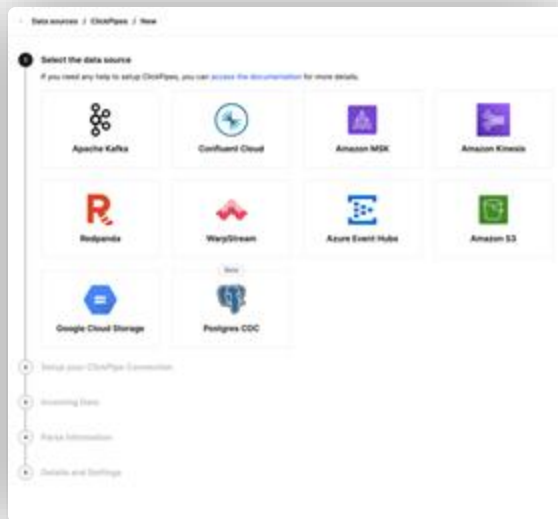 Data sources / ClickPipes / New
1 Select the data source
If you need any help to setup ClickPipes, you can access the documentation for more details.
Apache Kafka
Confluent Cloud
Amazon MSK
Amazon Kinesis
Redpanda
WarpStream
Azure Event Hubs
Amazon S3
Beta
Google Cloud Storage
Postgres CDC
Setup your ClickPipe Connection
Incoming Data
Parse Information
Details and Settings